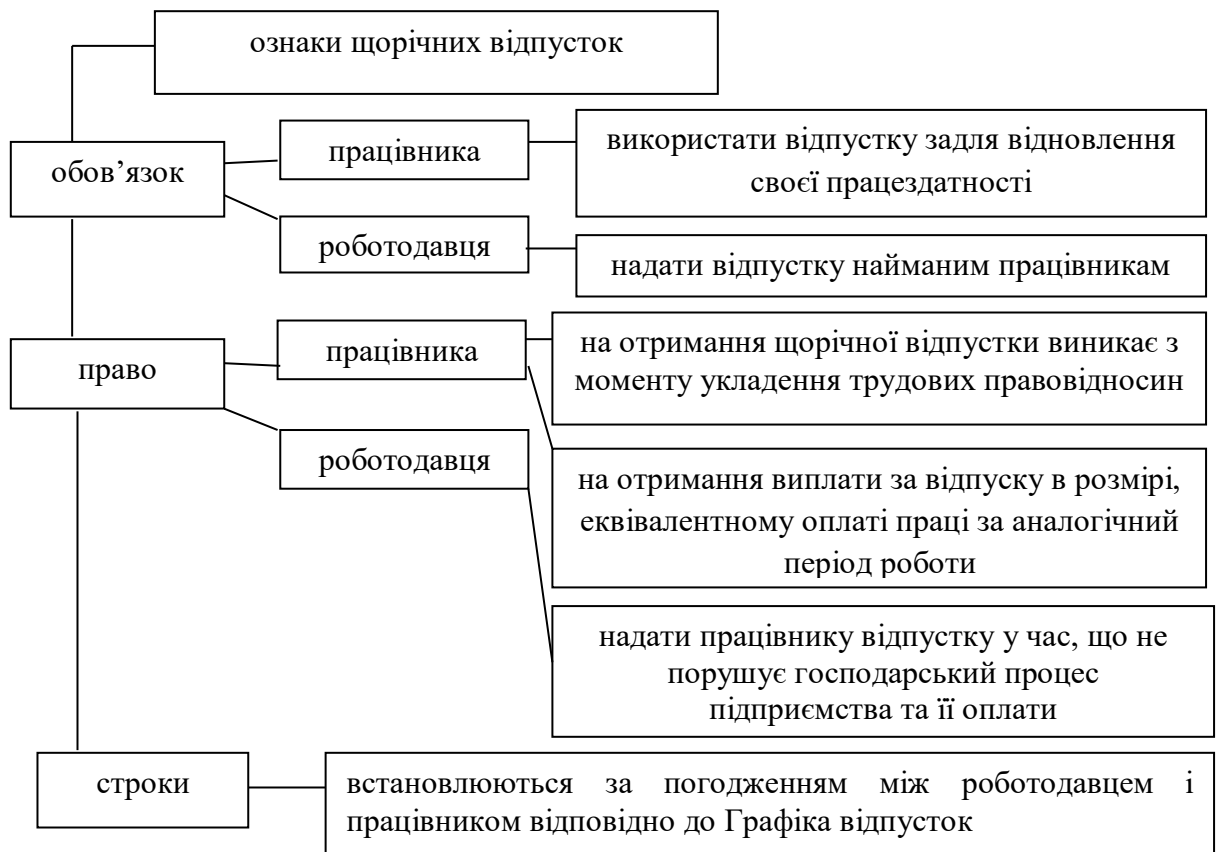 ознаки щорічних відпусток
обов’язок
працівника
використати відпустку задля відновлення
своєї працездатності
роботодавця
надати відпустку найманим працівникам
право
працівника
на отримання щорічної відпустки виникає з
моменту укладення трудових правовідносин
на отримання виплати за відпуску в розмірі,
еквівалентному оплаті праці за аналогічний
період роботи
роботодавця
надати працівнику відпустку у час, що не
порушує господарський процес
підприємства та її оплати
строки
встановлюються за погодженням між роботодавцем і
працівником відповідно до Графіка відпусток